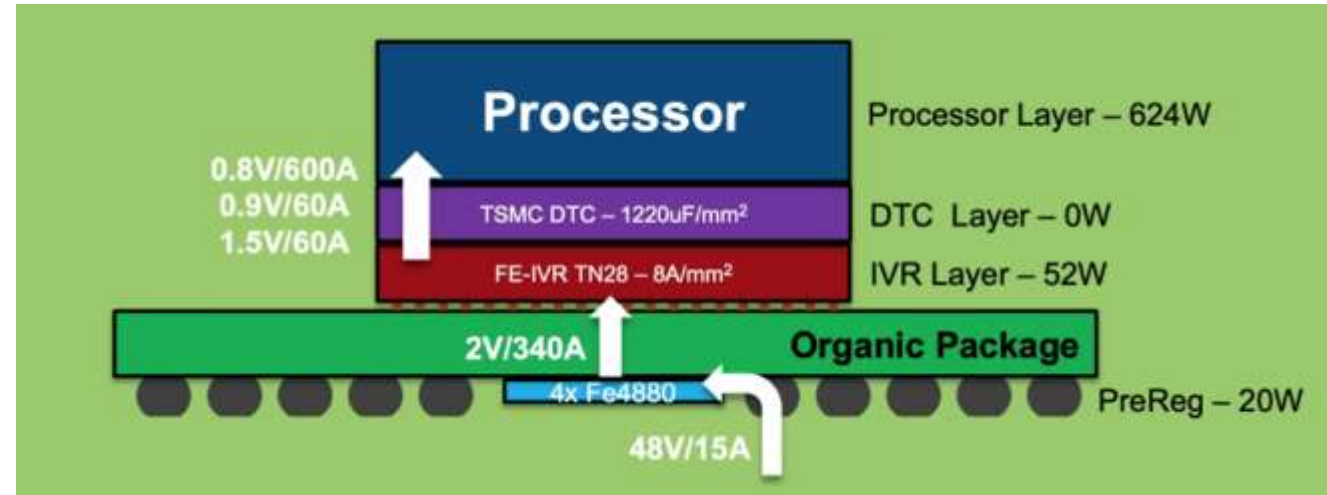 Processor
Processor Layer – 624W
0.8V/600A
0.9V/60A
1.5V/60A
TSMC DTC – 1220uF/mm²
DTC Layer – 0W
FE-IVR TN28 – 8A/mm²
IVR Layer – 52W
2V/340A
Organic Package
4x Fe4880
PreReg – 20W
48V/15A